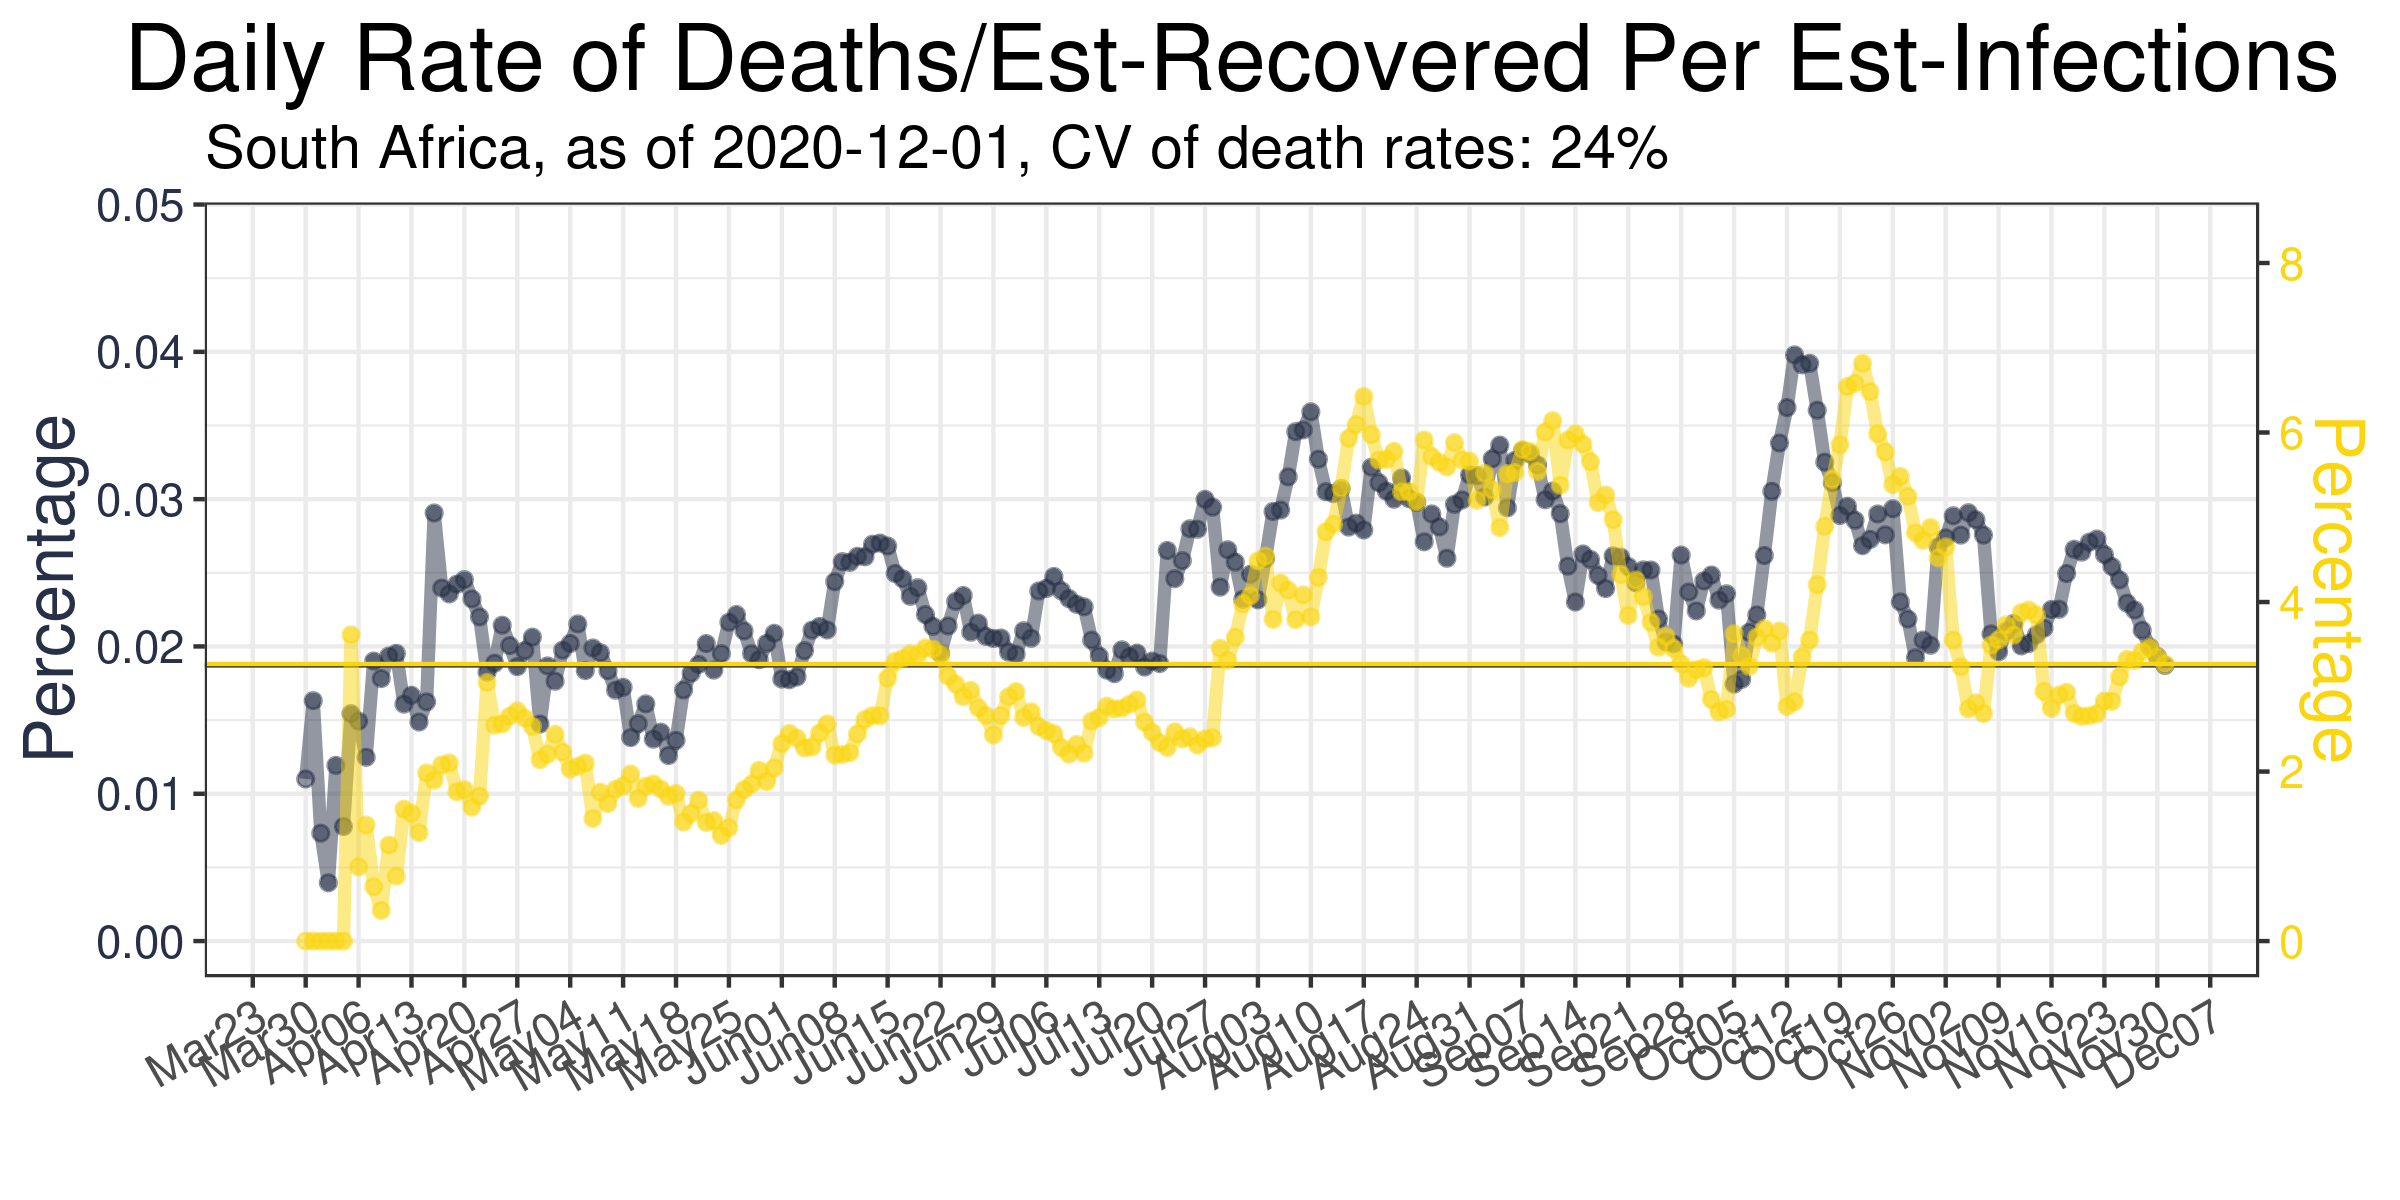 Daily Rate of Deaths/Est-Recovered Per Est-Infections
South Africa, as of 2020-12-01, CV of death rates: 24%
Percentage
0.05
0.04
0.03
0.02
0.01
0.00
8
6
4
2
0
Percentage
Mar23
Mar30
Apr06
Apr13
Apr20
Apr27
May04
May11
May18
May25
Jun01
Jun08
Jun15
Jun22
Jun29
Jul06
Jul13
Jul20
Jul27
Aug03
Aug10
Aug17
Aug24
Aug31
Sep07
Sep14
Sep21
Sep28
Oct05
Oct12
Oct19
Oct26
Nov02
Nov09
Nov16
Nov23
Nov30
Dec07